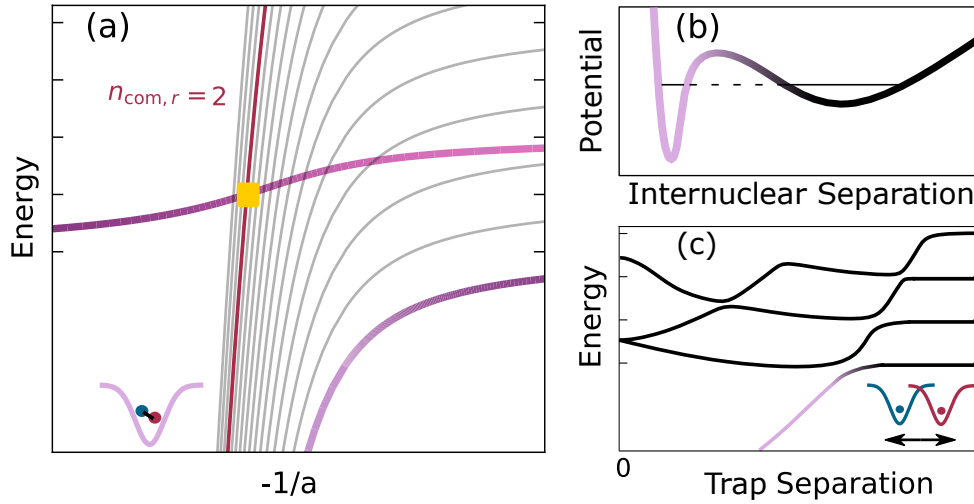 (a)
n_com, r = 2
Energy
-1/a
(b)
Potential
Internuclear Separation
(c)
Energy
0
Trap Separation